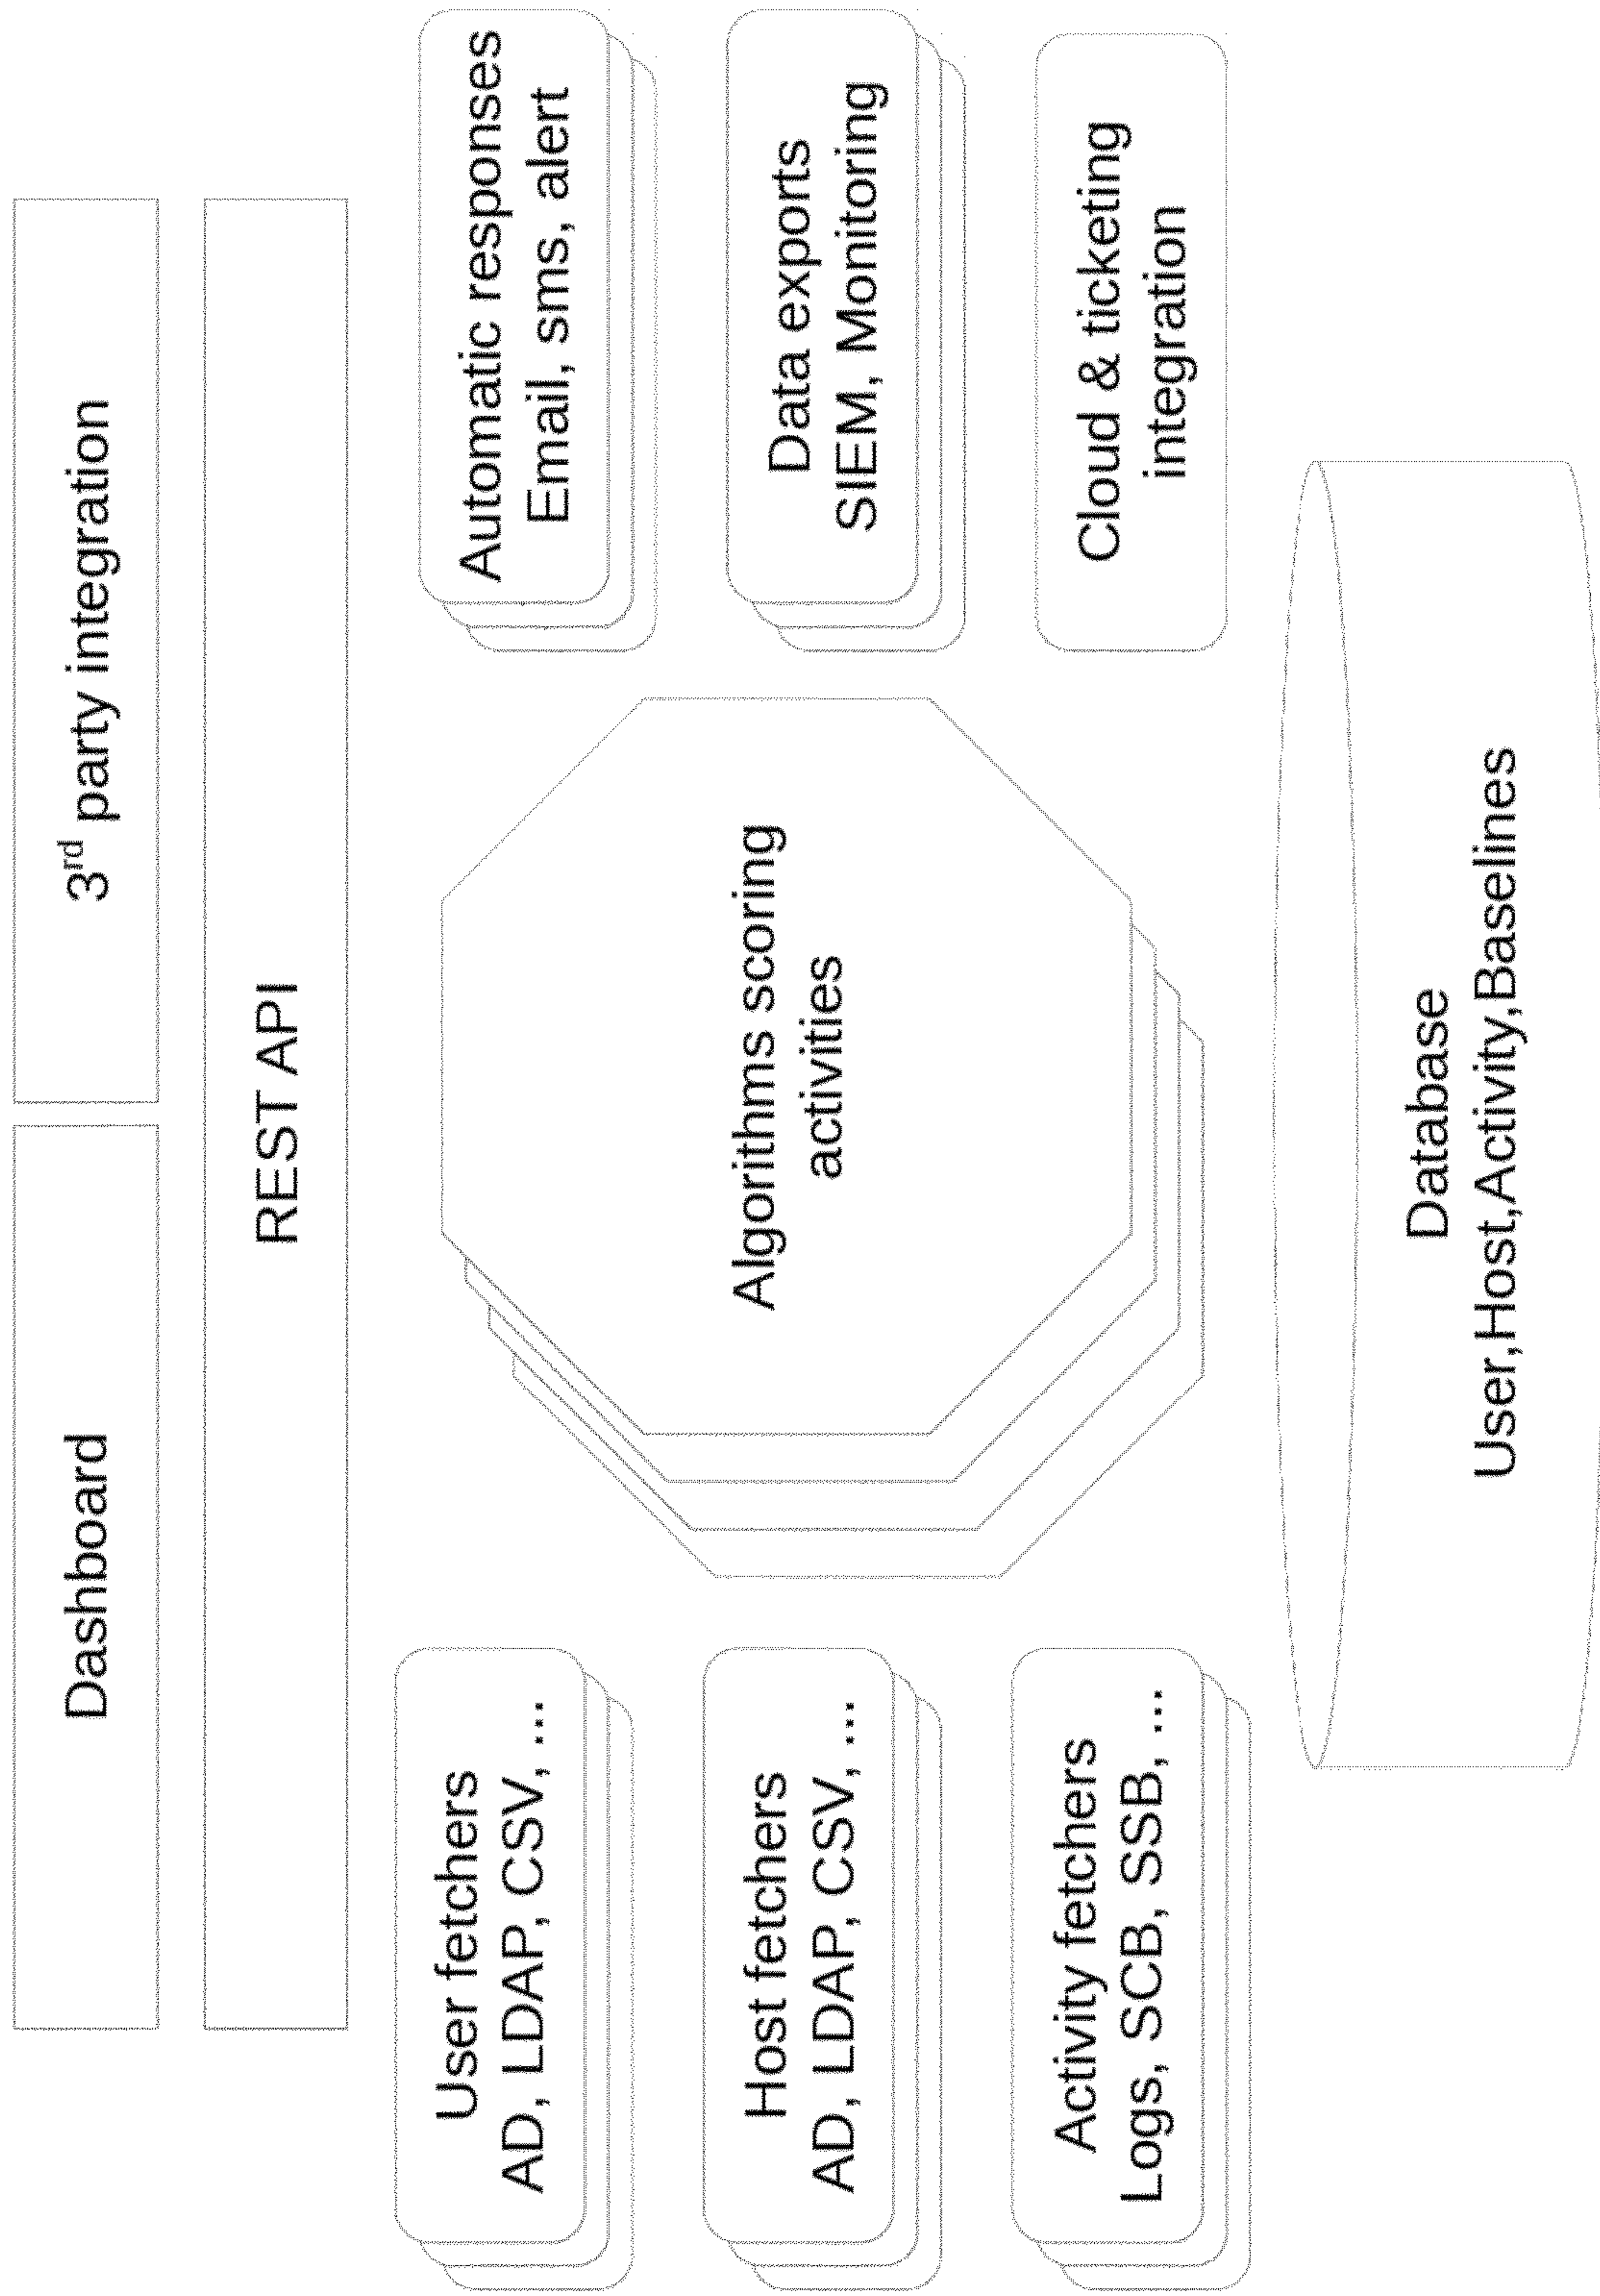 Dashboard
3rd party integration
REST API
User fetchers
AD, LDAP, CSV, ...
Host fetchers
AD, LDAP, CSV, ...
Activity fetchers
Logs, SCB, SSB, ...
Algorithms scoring
activities
Automatic responses
Email, sms, alert
Data exports
SIEM, Monitoring
Cloud & ticketing
integration
Database
User,Host,Activity,Baselines